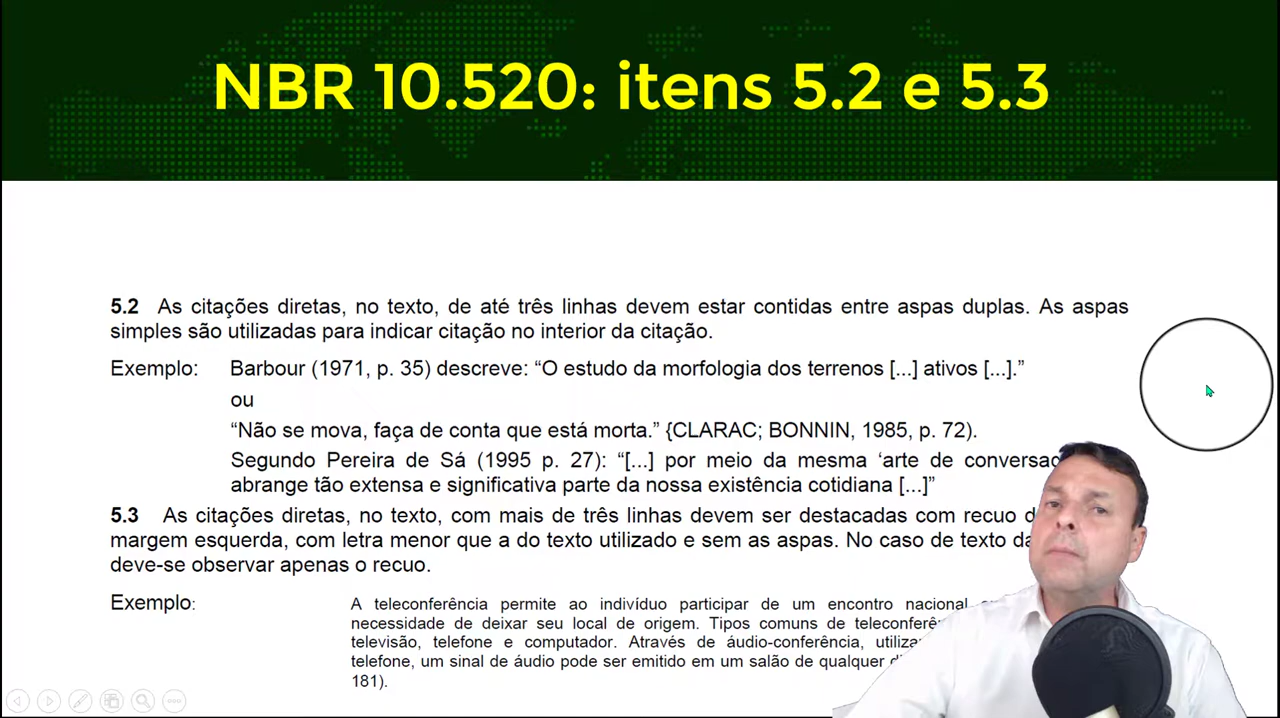 NBR 10.520: itens 5.2 e 5.3
5.2 As citações diretas, no texto, de até três linhas devem estar contidas entre aspas duplas. As aspas
simples são utilizadas para indicar citação no interior da citação.
Exemplo: Barbour (1971, p. 35) descreve: “O estudo da morfologia dos terrenos [...] ativos [...].”
ou
“Não se mova, faça de conta que está morta.” {CLARAC; BONNIN, 1985, p. 72).
Segundo Pereira de Sá (1995 p. 27): “[...] por meio da mesma ‘arte de
abrange tão extensa e significativa parte da nossa existência cotidiana [...]”
5.3 As citações diretas, no texto, com mais de três linhas devem ser destacadas com recuo
margem esquerda, com letra menor que a do texto utilizado e sem as aspas. No caso de texto
deve-se observar apenas o recuo.
Exemplo: A teleconferência permite ao indivíduo participar de um encontro nacional
necessidade de deixar seu local de origem. Tipos comuns de
televisão, telefone e computador. Através de áudio-conferência,
telefone, um sinal de áudio pode ser emitido em um salão de qualquer
181).